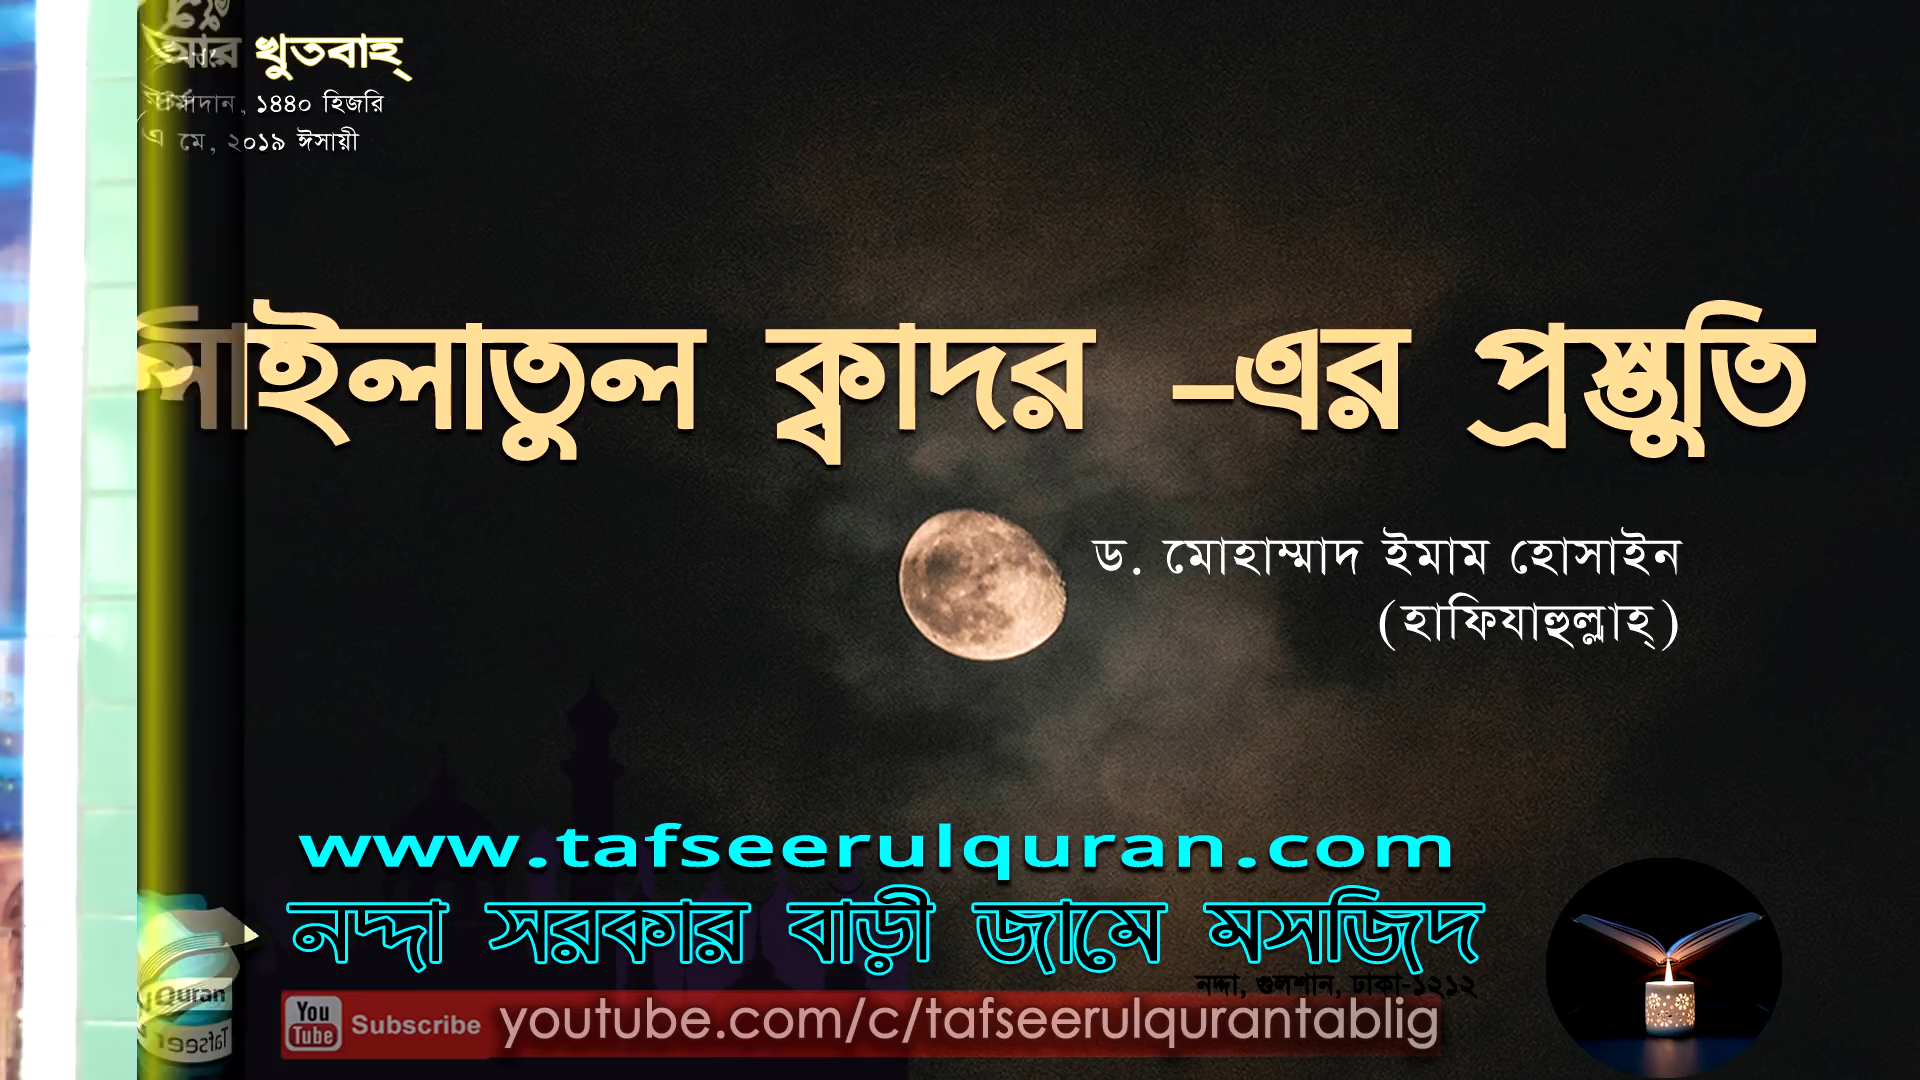 খুতবাহ্
১৪৪০ হিজরি
মে, ২০১৯ ঈসায়ী
লাইলাতুল ক্বাদর –এর প্রস্তুতি
ড. মোহাম্মাদ ইমাম হোসাইন
(হাফিযাহুল্লাহ্)
www.tafseerulquran.com
নদ্দা সরকার বাড়ী জামে মসজিদ
নদ্দা, গুলশান, ঢাকা-১২১২
You Tube Subscribe youtube.com/c/tafseerulqurantablig
Quran